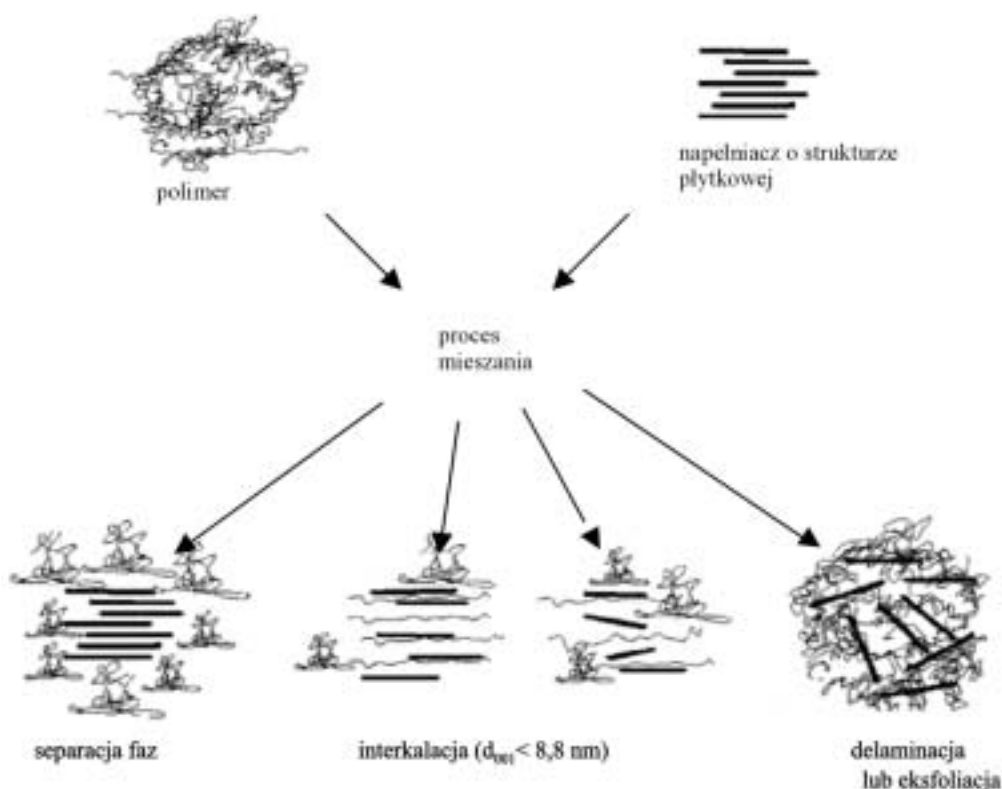 polimer
napełniacz o strukturze
płytkowej
proces
mieszania
separacja faz
interkalacja (d₀₀₁< 8,8 nm)
delaminacja
lub eksfoliacja